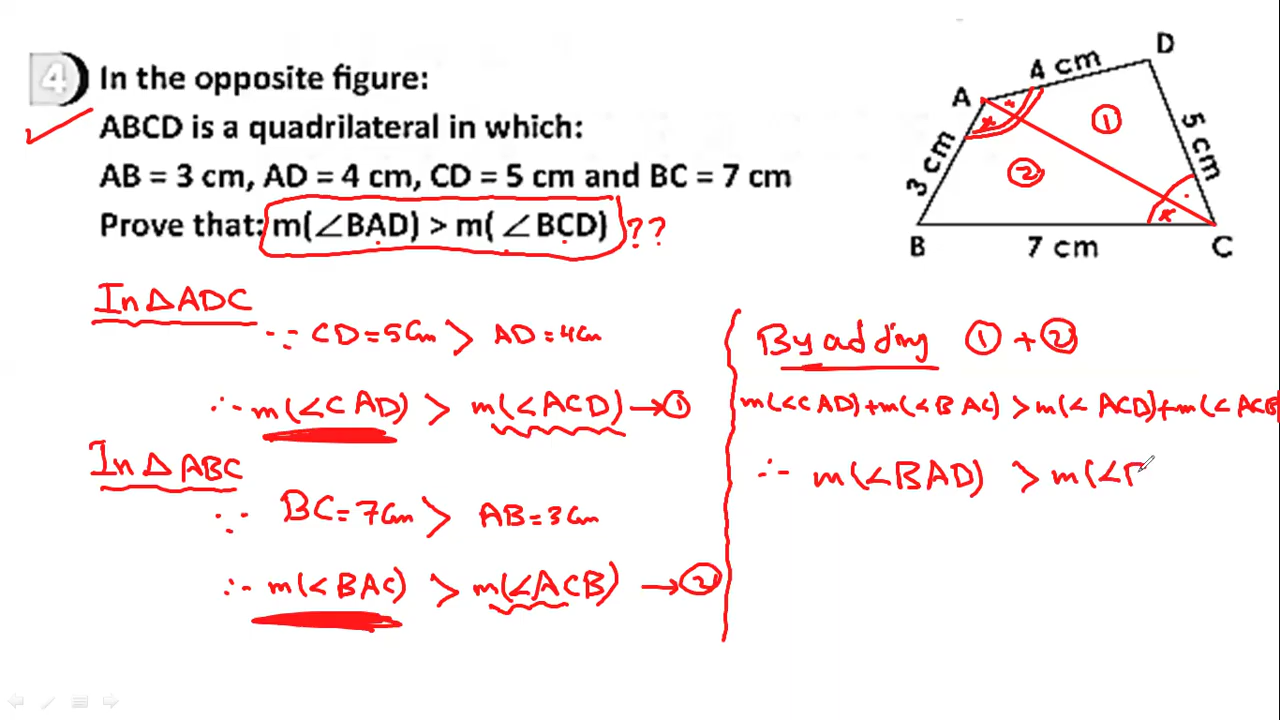 4 In the opposite figure:
ABCD is a quadrilateral in which:
AB = 3 cm, AD = 4 cm, CD = 5 cm and BC = 7 cm
Prove that: m(∠BAD) > m( ∠BCD) ??
D
4 cm
A
1
3 cm
5 cm
2
x
x
B
7 cm
C
In △ADC
∵ CD=5cm > AD=4cm
∴ m(∠CAD) > m(∠ACD) → 1
In △ABC
∵ BC=7cm > AB=3cm
∴ m(∠BAC) > m(∠ACB) → 2
By adding 1 + 2
m(∠CAD)+m(∠BAC) > m(∠ACD)+m(∠ACB)
∴ m(∠BAD) > m(∠